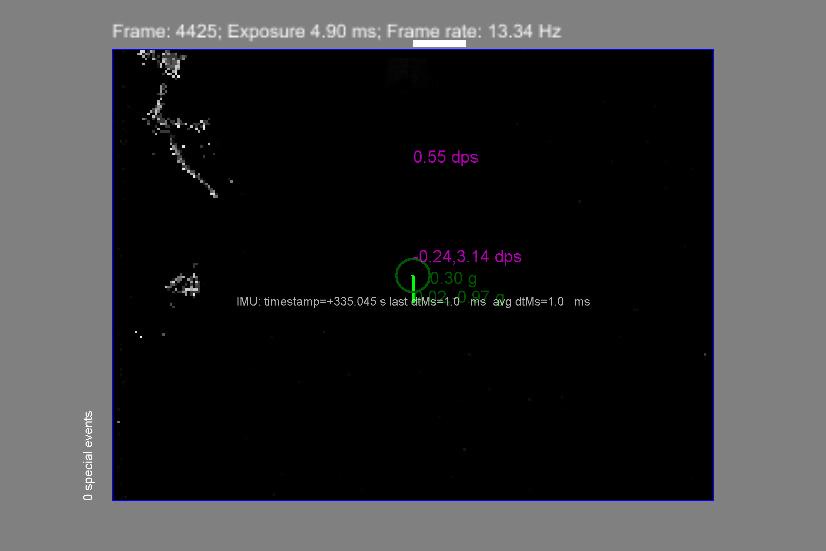 Frame: 4425; Exposure 4.90 ms; Frame rate: 13.34 Hz
0.55 dps
-0.24,3.14 dps
0.30 g
0.97 g
IMU: timestamp=+335.045 s last dtMs=1.0 ms avg dtMs=1.0 ms
0 special events